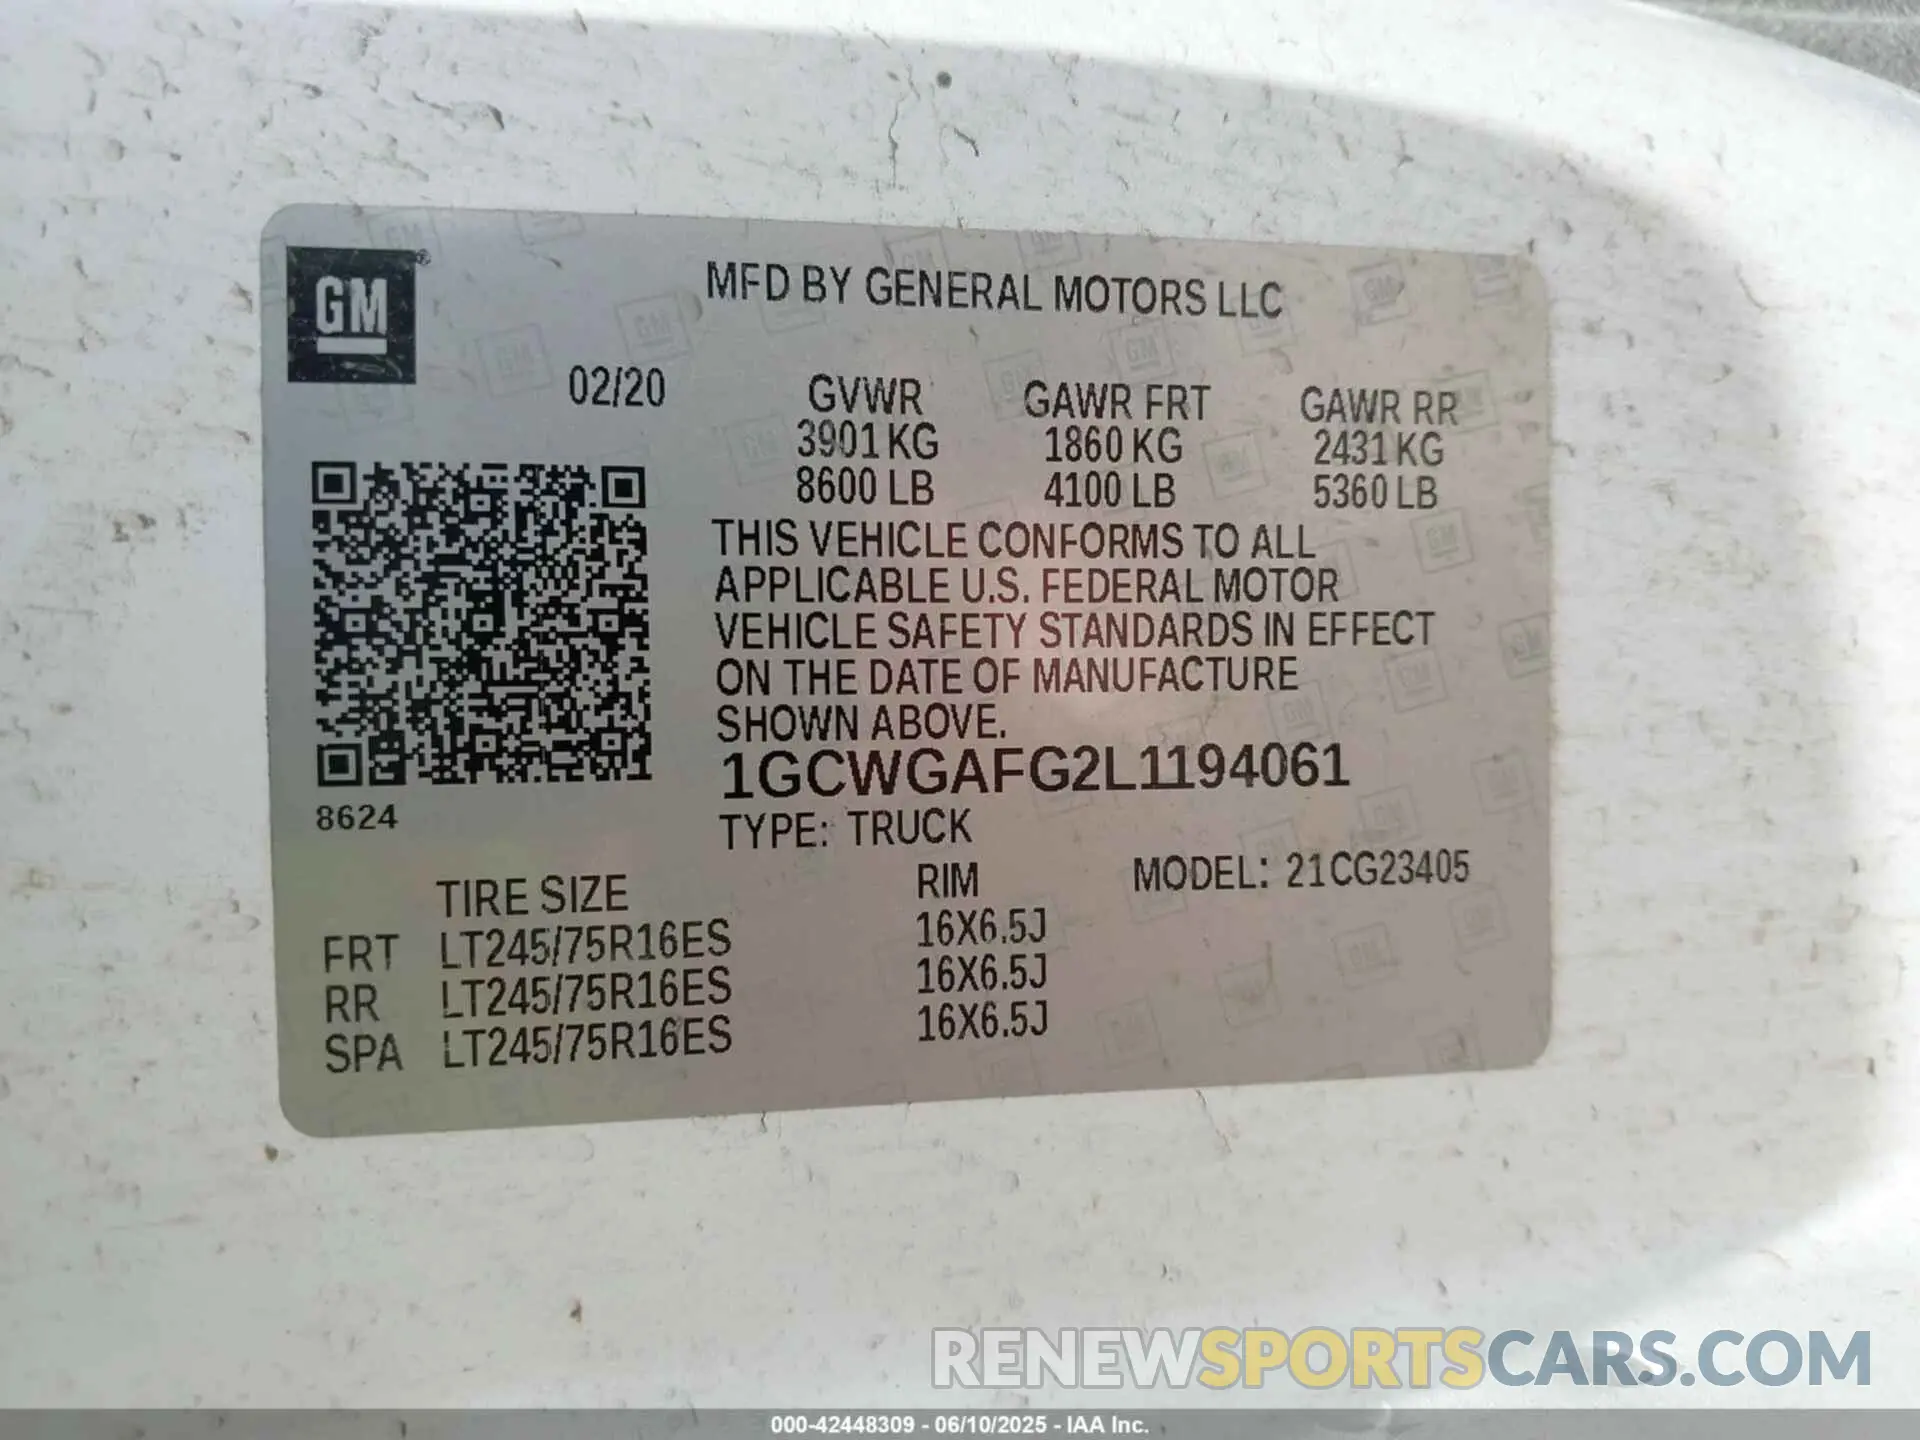 GM®
MFD BY GENERAL MOTORS LLC
02/20
GVWR GAWR FRT GAWR RR
3901 KG 1860 KG 2431 KG
8600 LB 4100 LB 5360 LB
THIS VEHICLE CONFORMS TO ALL
APPLICABLE U.S. FEDERAL MOTOR
VEHICLE SAFETY STANDARDS IN EFFECT
ON THE DATE OF MANUFACTURE
SHOWN ABOVE.
1GCWGAFG2L1194061
8624
TYPE: TRUCK
TIRE SIZE RIM MODEL: 21CG23405
FRT LT245/75R16ES 16X6.5J
RR LT245/75R16ES 16X6.5J
SPA LT245/75R16ES 16X6.5J
RENEWSPORTSCARS.COM
000-42448309 - 06/10/2025 - IAA Inc.